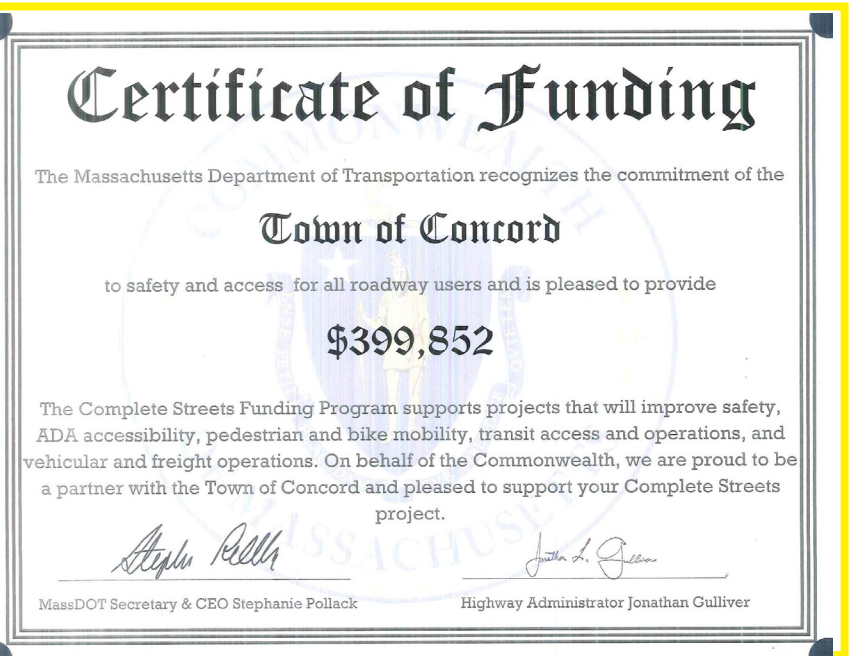 Certificate of Funding
The Massachusetts Department of Transportation recognizes the commitment of the
Town of Concord
to safety and access for all roadway users and is pleased to provide
$399,852
The Complete Streets Funding Program supports projects that will improve safety,
ADA accessibility, pedestrian and bike mobility, transit access and operations, and
vehicular and freight operations. On behalf of the Commonwealth, we are proud to be
a partner with the Town of Concord and pleased to support your Complete Streets
project.
MassDOT Secretary & CEO Stephanie Pollack
Highway Administrator Jonathan Gulliver
COMMONWEALTH
MASSACHUSETTS